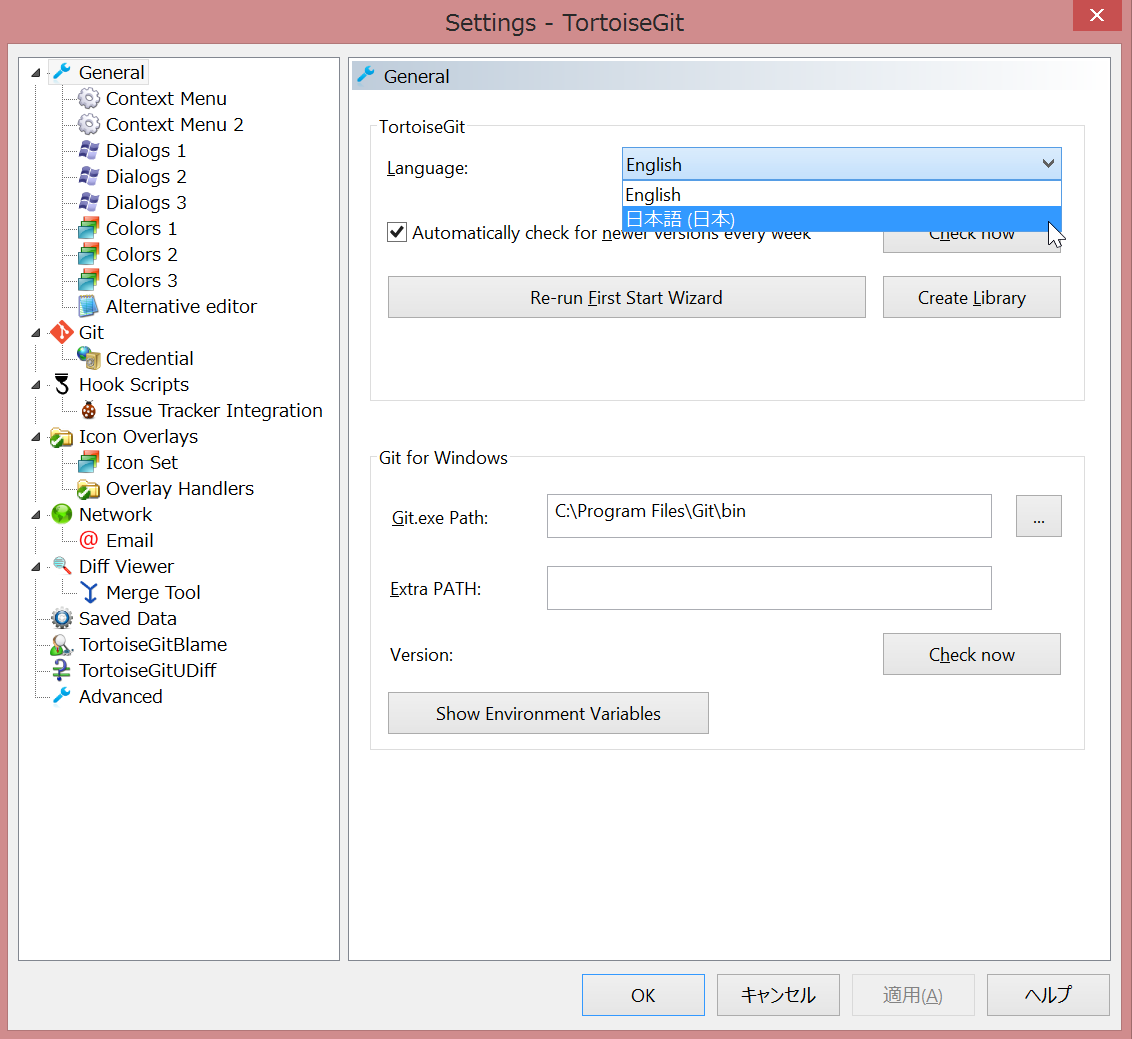 Settings - TortoiseGit
General
Context Menu
Context Menu 2
Dialogs 1
Dialogs 2
Dialogs 3
Colors 1
Colors 2
Colors 3
Alternative editor
Git
Credential
Hook Scripts
Issue Tracker Integration
Icon Overlays
Icon Set
Overlay Handlers
Network
Email
Diff Viewer
Merge Tool
Saved Data
TortoiseGitBlame
TortoiseGitUDiff
Advanced
General
TortoiseGit
Language: English
English
日本語 (日本)
Automatically check for newer versions every week Check now
Re-run First Start Wizard Create Library
Git for Windows
Git.exe Path: C:\Program Files\Git\bin ...
Extra PATH:
Version: Check now
Show Environment Variables
OK キャンセル 適用(A) ヘルプ